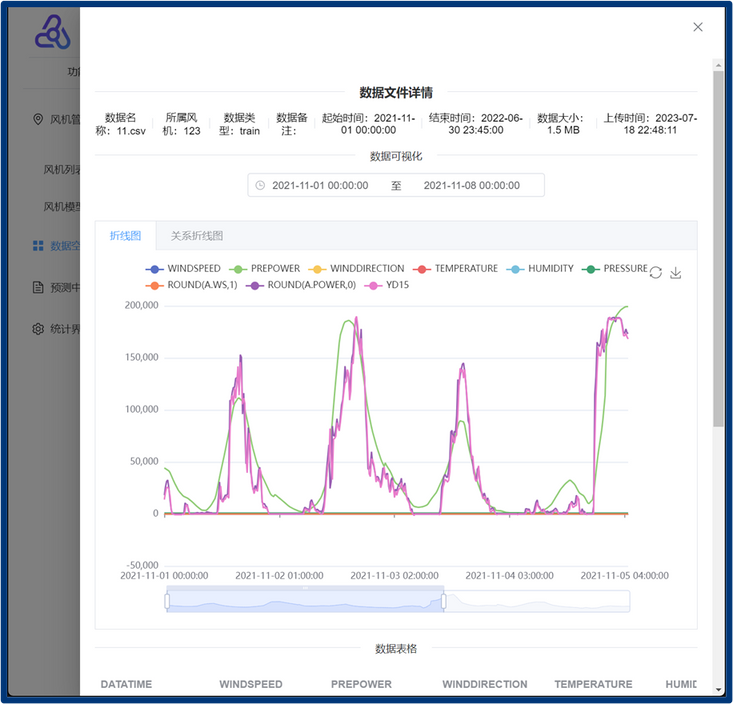 数据文件详情
数据名称：11.csv
所属风机：123
数据类型：train
数据备注：
起始时间：2021-11-01 00:00:00
结束时间：2022-06-30 23:45:00
数据大小：1.5 MB
上传时间：2023-07-18 22:48:11
数据可视化
2021-11-01 00:00:00 至 2021-11-08 00:00:00
折线图 关系折线图
WINDSPEED PREPOWER WINDDIRECTION TEMPERATURE HUMIDITY PRESSURE
ROUND(A.WS,1) ROUND(A.POWER,0) YD15
200,000
150,000
100,000
50,000
0
-50,000
2021-11-01 00:00:00 2021-11-02 01:00:00 2021-11-03 02:00:00 2021-11-04 03:00:00 2021-11-05 04:00:00
数据表格
DATATIME WINDSPEED PREPOWER WINDDIRECTION TEMPERATURE HUMID
功
风机管
风机列
风机模
数据空
预测中
统计界